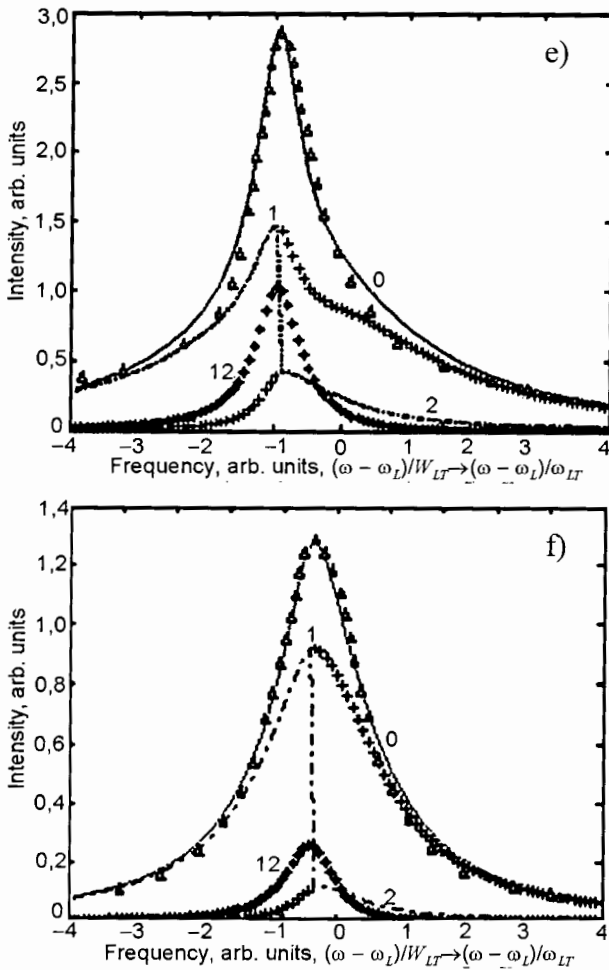 3,0
2,5
2,0
1,5
1,0
0,5
0
e)
1
0
12
2
Intensity, arb. units
−4 −3 −2 −1 0 1 2 3 4
Frequency, arb. units, (ω − ω_L)/W_LT→(ω − ω_L)/ω_LT
1,4
1,2
1,0
0,8
0,6
0,4
0,2
0
f)
1
0
12
2
Intensity, arb. units
−4 −3 −2 −1 0 1 2 3 4
Frequency, arb. units, (ω − ω_L)/W_LT→(ω − ω_L)/ω_LT